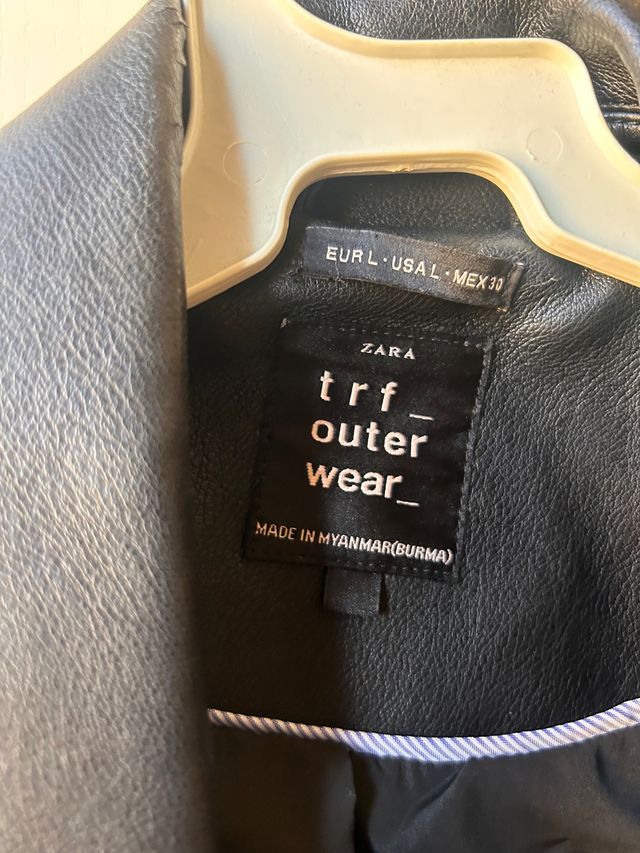 EUR L · USA L · MEX 30
ZARA
trf_
outer
wear_
MADE IN MYANMAR(BURMA)